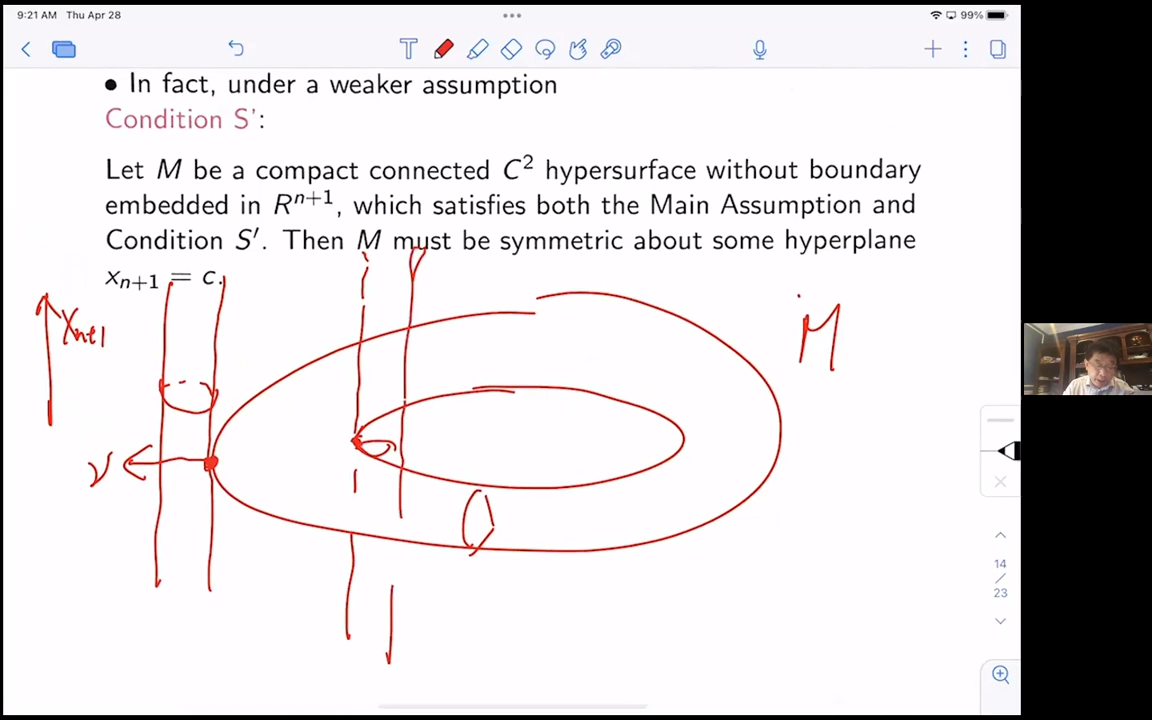 9:21 AM Thu Apr 28
99%
T
• In fact, under a weaker assumption
Condition S':
Let M be a compact connected C² hypersurface without boundary
embedded in Rⁿ⁺¹, which satisfies both the Main Assumption and
Condition S′. Then M must be symmetric about some hyperplane
xₙ₊₁ = c.
Xn+1
M
ν
14
/
23